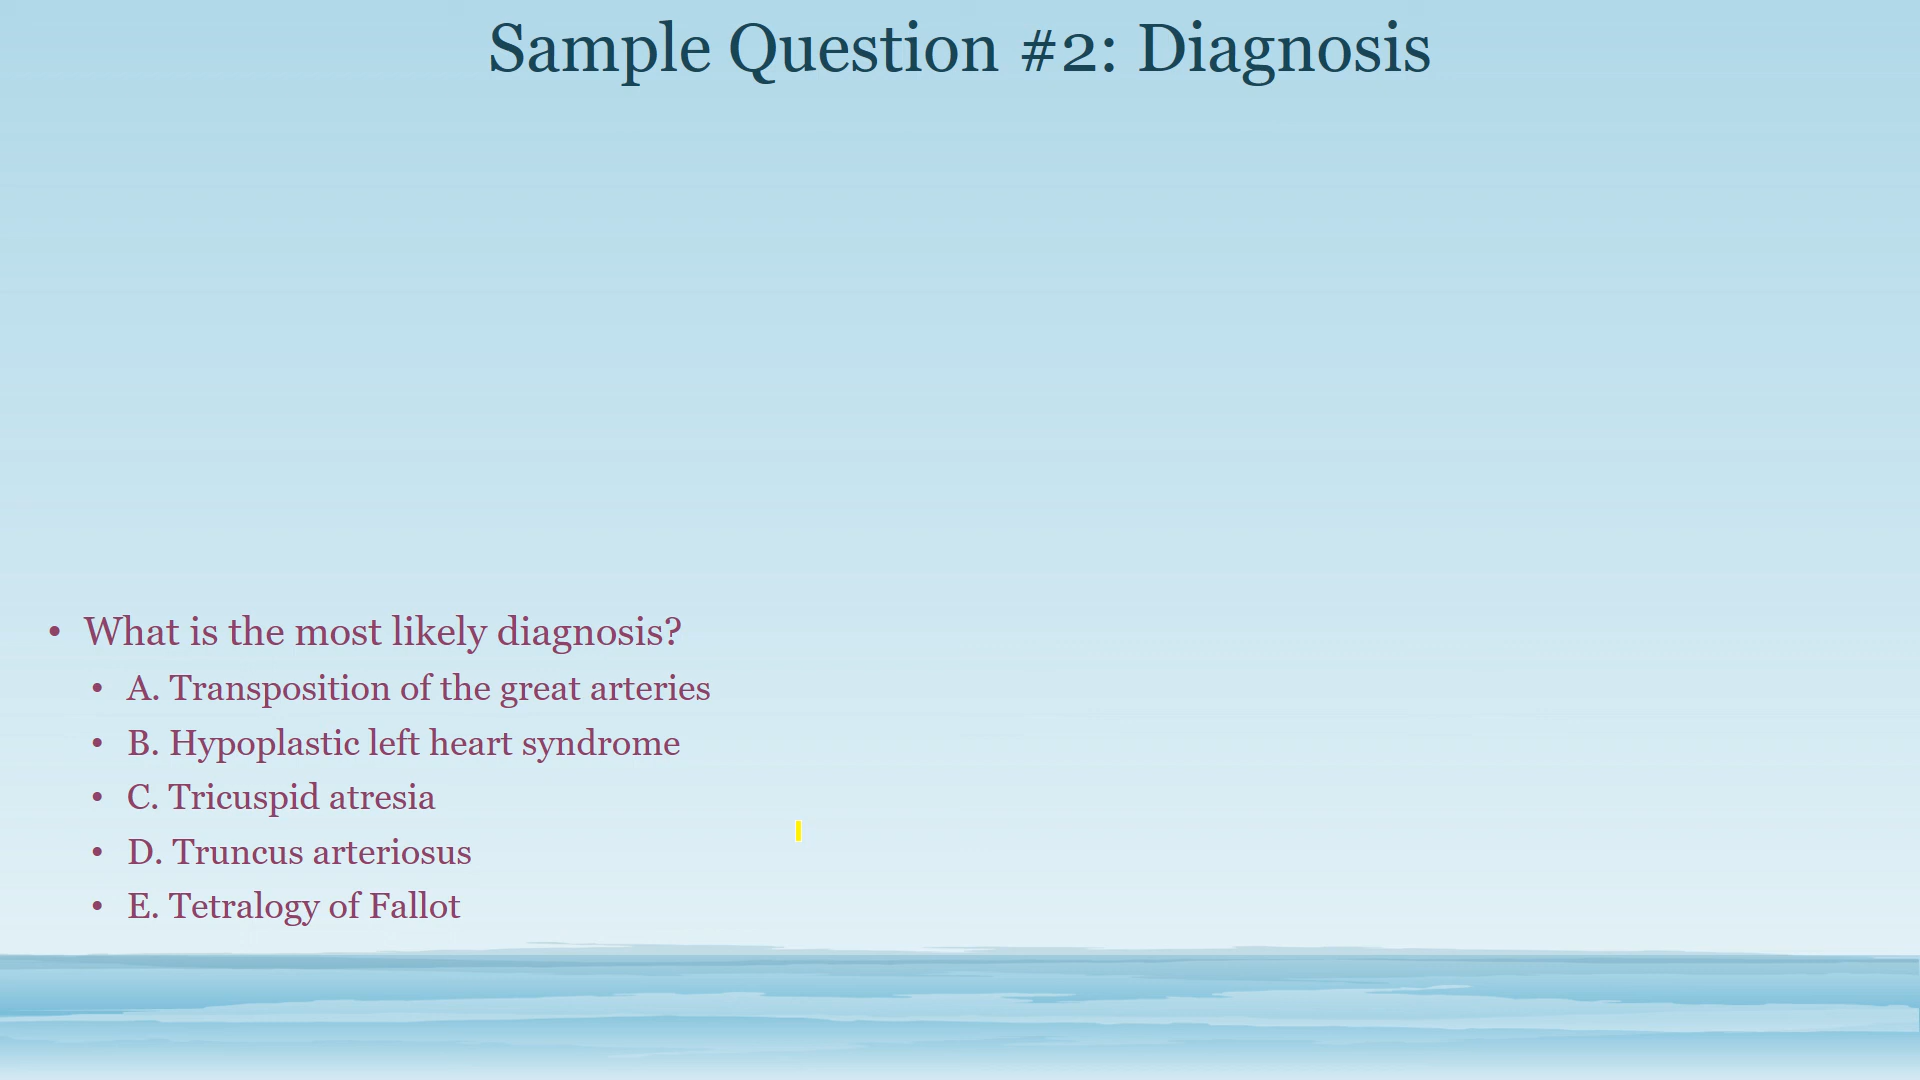 Sample Question #2: Diagnosis
• What is the most likely diagnosis?
• A. Transposition of the great arteries
• B. Hypoplastic left heart syndrome
• C. Tricuspid atresia
• D. Truncus arteriosus
• E. Tetralogy of Fallot